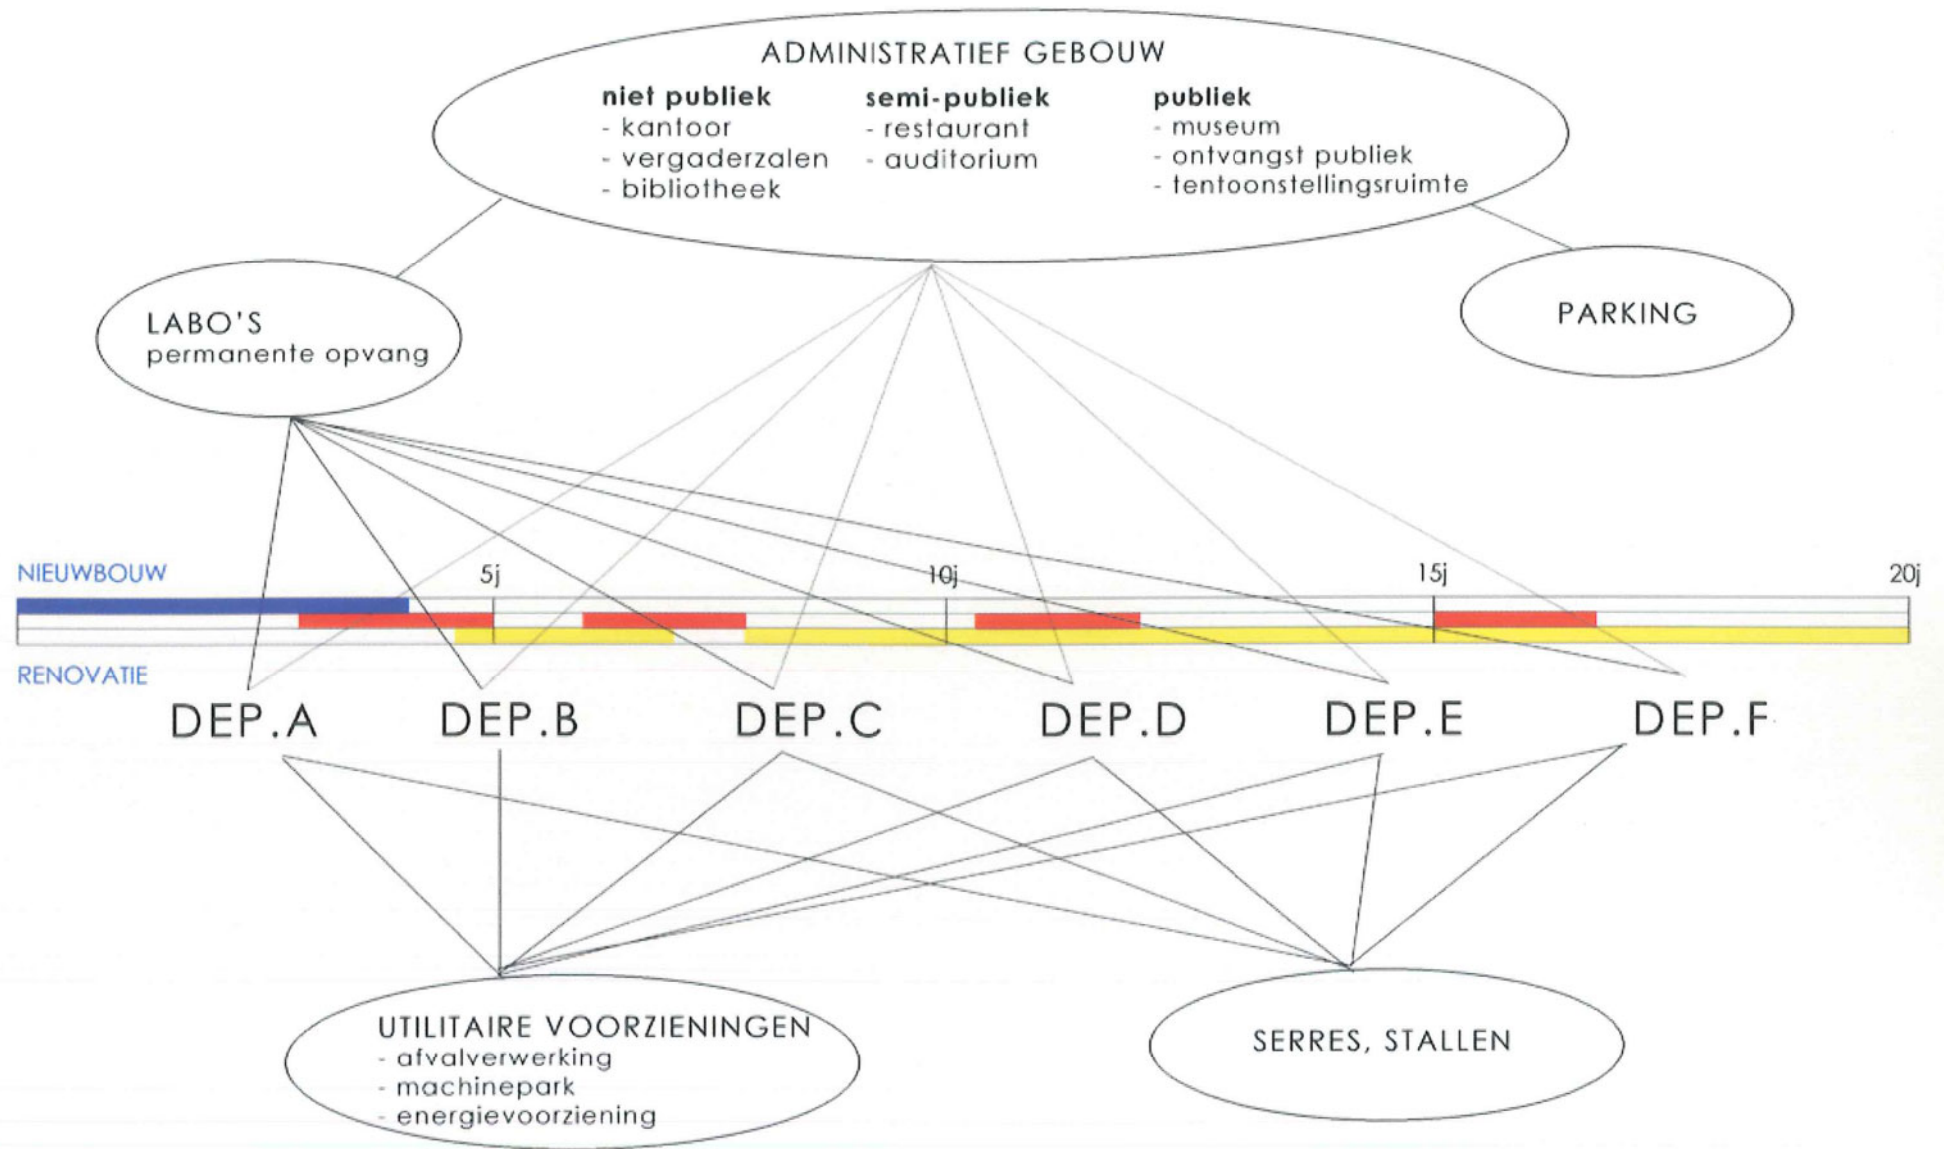 ADMINISTRATIEF GEBOUW
niet publiek
- kantoor
- vergaderzalen
- bibliotheek
semi-publiek
- restaurant
- auditorium
publiek
- museum
- ontvangst publiek
- tentoonstellingsruimte
LABO'S
permanente opvang
PARKING
NIEUWBOUW
5j
10j
15j
20j
RENOVATIE
DEP.A
DEP.B
DEP.C
DEP.D
DEP.E
DEP.F
UTILITAIRE VOORZIENINGEN
- afvalverwerking
- machinepark
- energievoorziening
SERRES, STALLEN